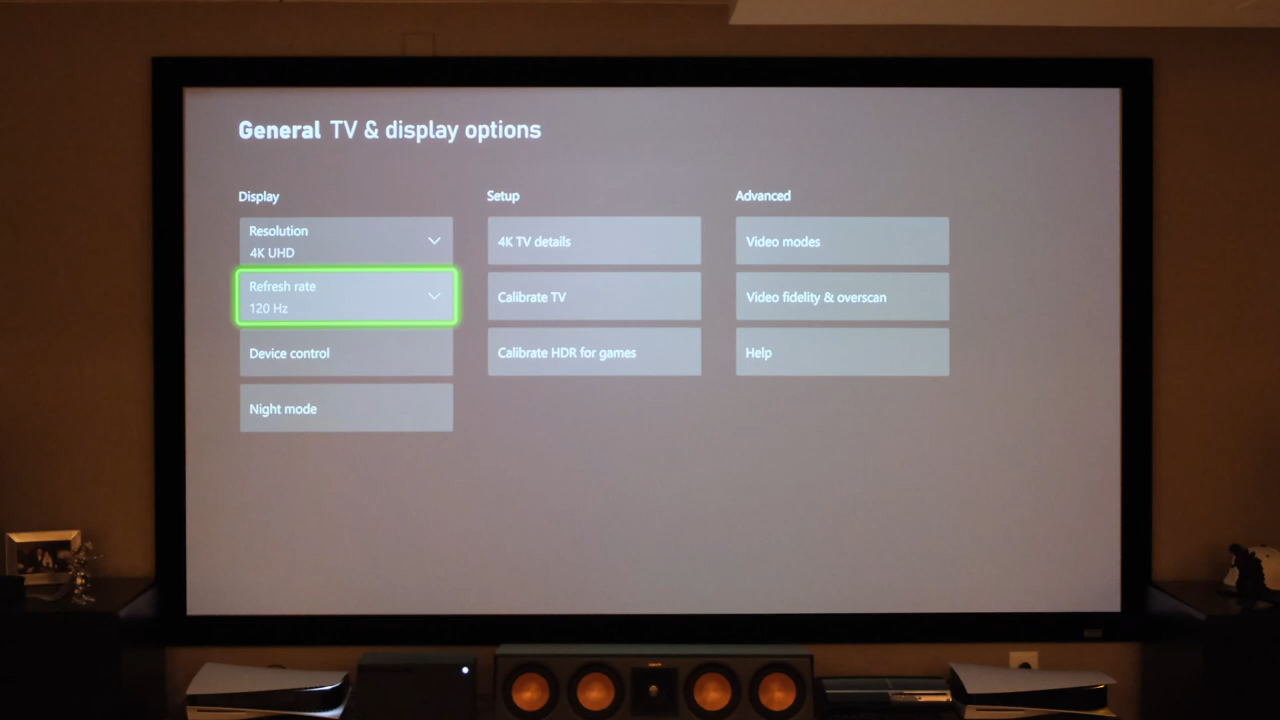 General TV & display options
Display
Resolution
4K UHD
Refresh rate
120 Hz
Device control
Night mode
Setup
4K TV details
Calibrate TV
Calibrate HDR for games
Advanced
Video modes
Video fidelity & overscan
Help